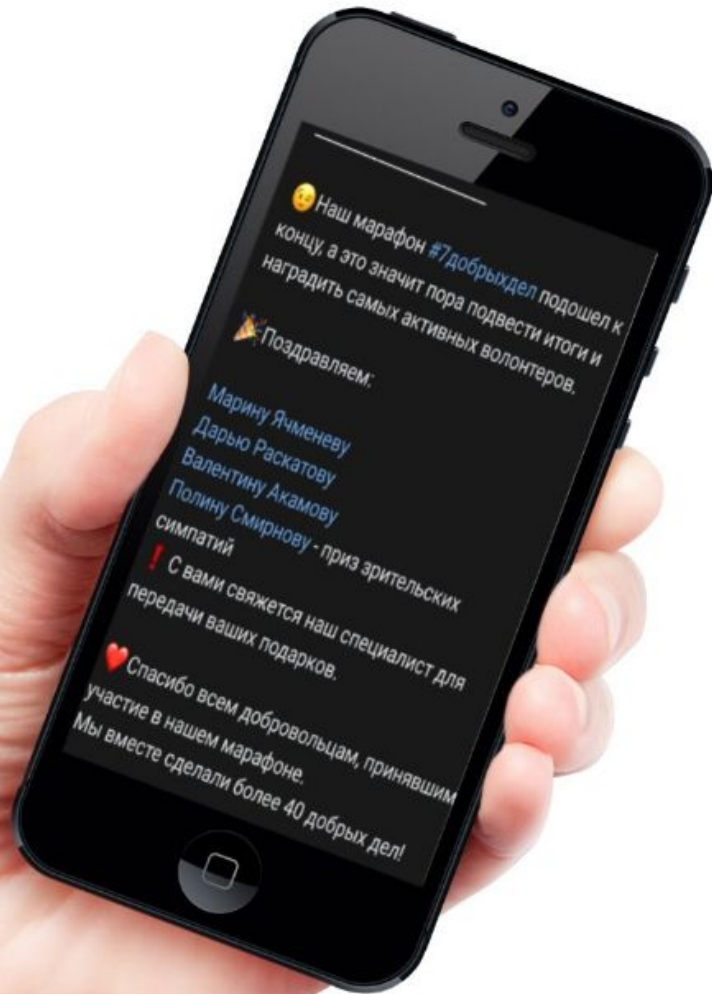 😉Наш марафон #7добрыхдел подошел к
концу, а это значит пора подвести итоги и
наградить самых активных волонтеров.
🎉Поздравляем:
Марину Ячменеву
Дарью Раскатову
Валентину Акамову
Полину Смирнову - приз зрительских
симпатий
❗ С вами свяжется наш специалист для
передачи ваших подарков.
❤️Спасибо всем добровольцам, принявшим
участие в нашем марафоне.
Мы вместе сделали более 40 добрых дел!